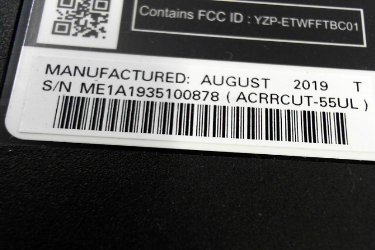 Contains FCC ID : YZP-ETWFFTBC01
MANUFACTURED: AUGUST 2019 T
S/N ME1A1935100878 ( ACRRCUT-55UL )